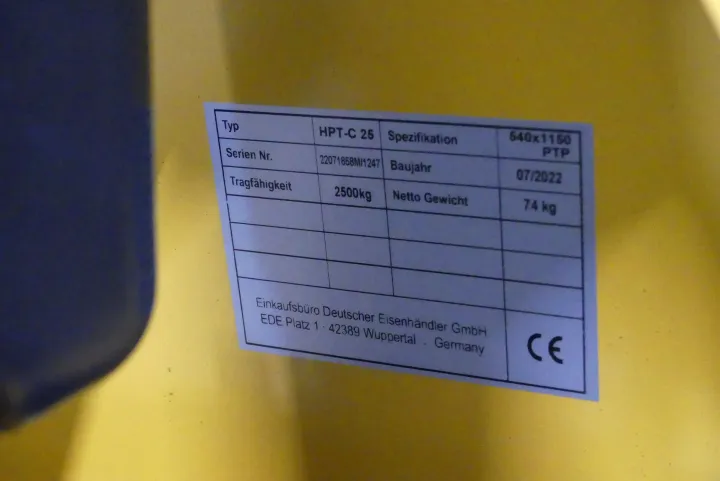 Typ HPT-C 25 Spezifikation 540x1150 PTP
Serien Nr. Baujahr 07/2022
Tragfähigkeit 2500kg Netto Gewicht 74 kg
Einkaufsbüro Deutscher Eisenhändler GmbH
EDE Platz 1 · 42389 Wuppertal · Germany
CE